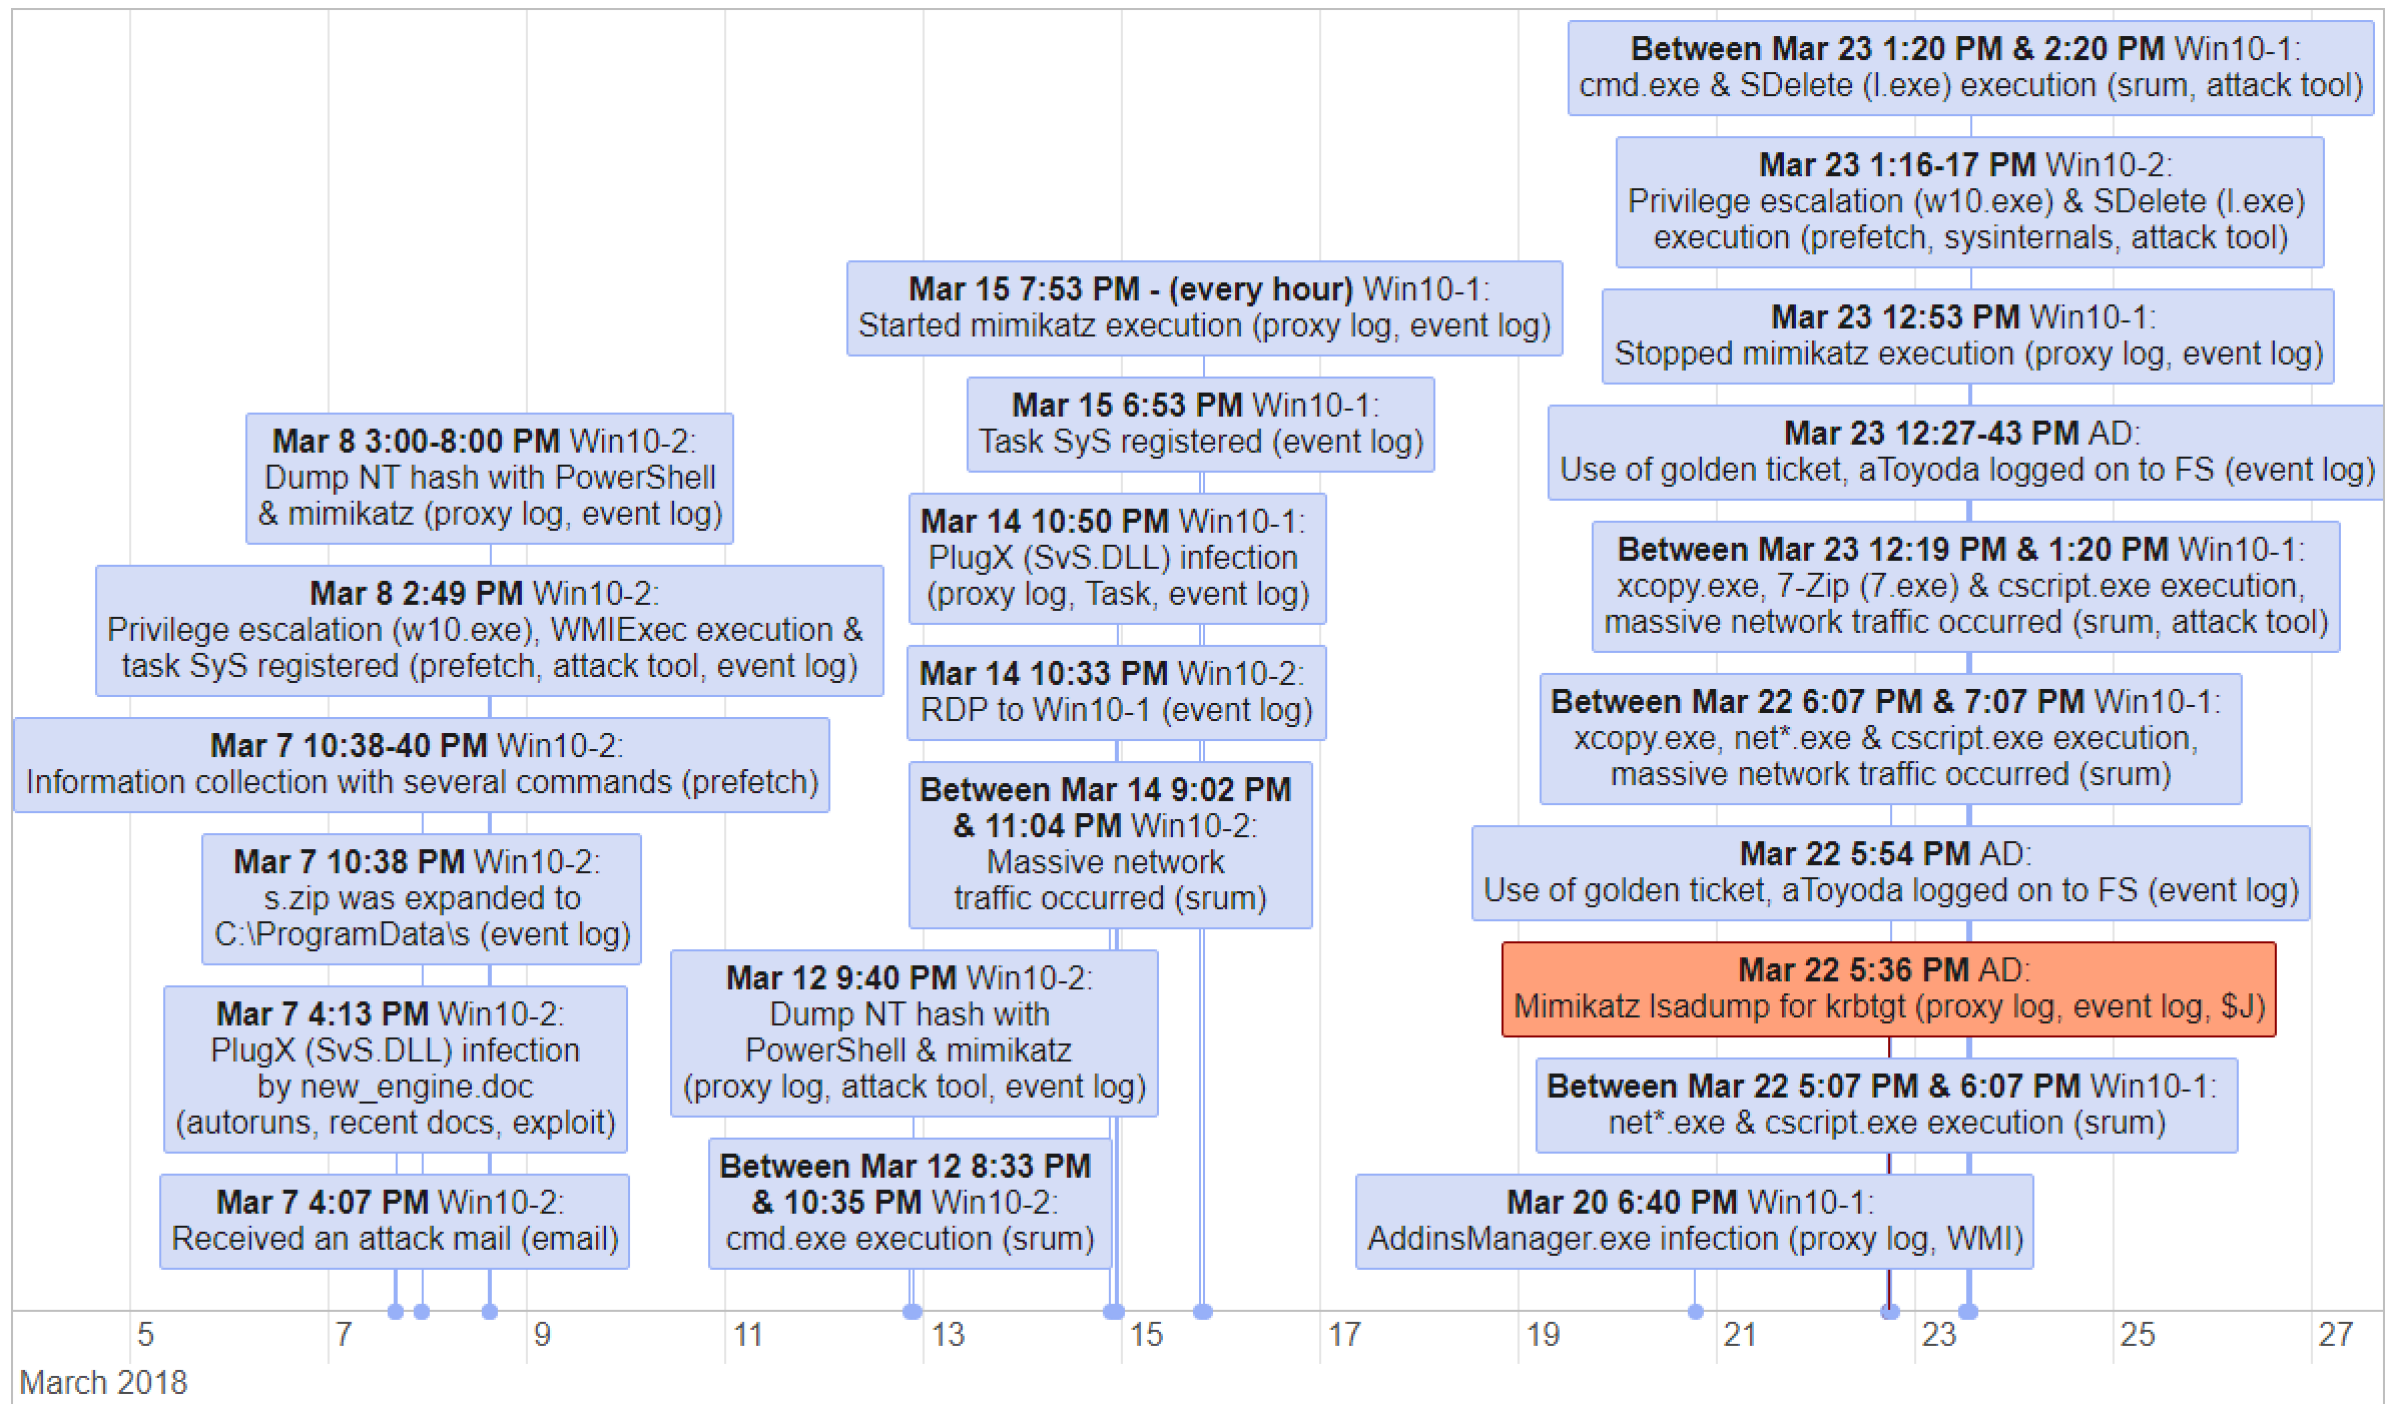 Between Mar 23 1:20 PM & 2:20 PM Win10-1:
cmd.exe & SDelete (l.exe) execution (srum, attack tool)
Mar 23 1:16-17 PM Win10-2:
Privilege escalation (w10.exe) & SDelete (l.exe)
execution (prefetch, sysinternals, attack tool)
Mar 15 7:53 PM - (every hour) Win10-1:
Started mimikatz execution (proxy log, event log)
Mar 23 12:53 PM Win10-1:
Stopped mimikatz execution (proxy log, event log)
Mar 15 6:53 PM Win10-1:
Task SyS registered (event log)
Mar 8 3:00-8:00 PM Win10-2:
Dump NT hash with PowerShell
& mimikatz (proxy log, event log)
Mar 23 12:27-43 PM AD:
Use of golden ticket, aToyoda logged on to FS (event log)
Mar 14 10:50 PM Win10-1:
PlugX (SvS.DLL) infection
(proxy log, Task, event log)
Between Mar 23 12:19 PM & 1:20 PM Win10-1:
xcopy.exe, 7-Zip (7.exe) & cscript.exe execution,
massive network traffic occurred (srum, attack tool)
Mar 8 2:49 PM Win10-2:
Privilege escalation (w10.exe), WMIExec execution &
task SyS registered (prefetch, attack tool, event log)
Mar 14 10:33 PM Win10-2:
RDP to Win10-1 (event log)
Between Mar 22 6:07 PM & 7:07 PM Win10-1:
xcopy.exe, net*.exe & cscript.exe execution,
massive network traffic occurred (srum)
Mar 7 10:38-40 PM Win10-2:
Information collection with several commands (prefetch)
Between Mar 14 9:02 PM
& 11:04 PM Win10-2:
Massive network
traffic occurred (srum)
Mar 22 5:54 PM AD:
Use of golden ticket, aToyoda logged on to FS (event log)
Mar 7 10:38 PM Win10-2:
s.zip was expanded to
C:\ProgramData\s (event log)
Mar 22 5:36 PM AD:
Mimikatz lsadump for krbtgt (proxy log, event log, $J)
Mar 12 9:40 PM Win10-2:
Dump NT hash with
PowerShell & mimikatz
(proxy log, attack tool, event log)
Mar 7 4:13 PM Win10-2:
PlugX (SvS.DLL) infection
by new_engine.doc
(autoruns, recent docs, exploit)
Between Mar 22 5:07 PM & 6:07 PM Win10-1:
net*.exe & cscript.exe execution (srum)
Between Mar 12 8:33 PM
& 10:35 PM Win10-2:
cmd.exe execution (srum)
Mar 7 4:07 PM Win10-2:
Received an attack mail (email)
Mar 20 6:40 PM Win10-1:
AddinsManager.exe infection (proxy log, WMI)
5 7 9 11 13 15 17 19 21 23 25 27
March 2018